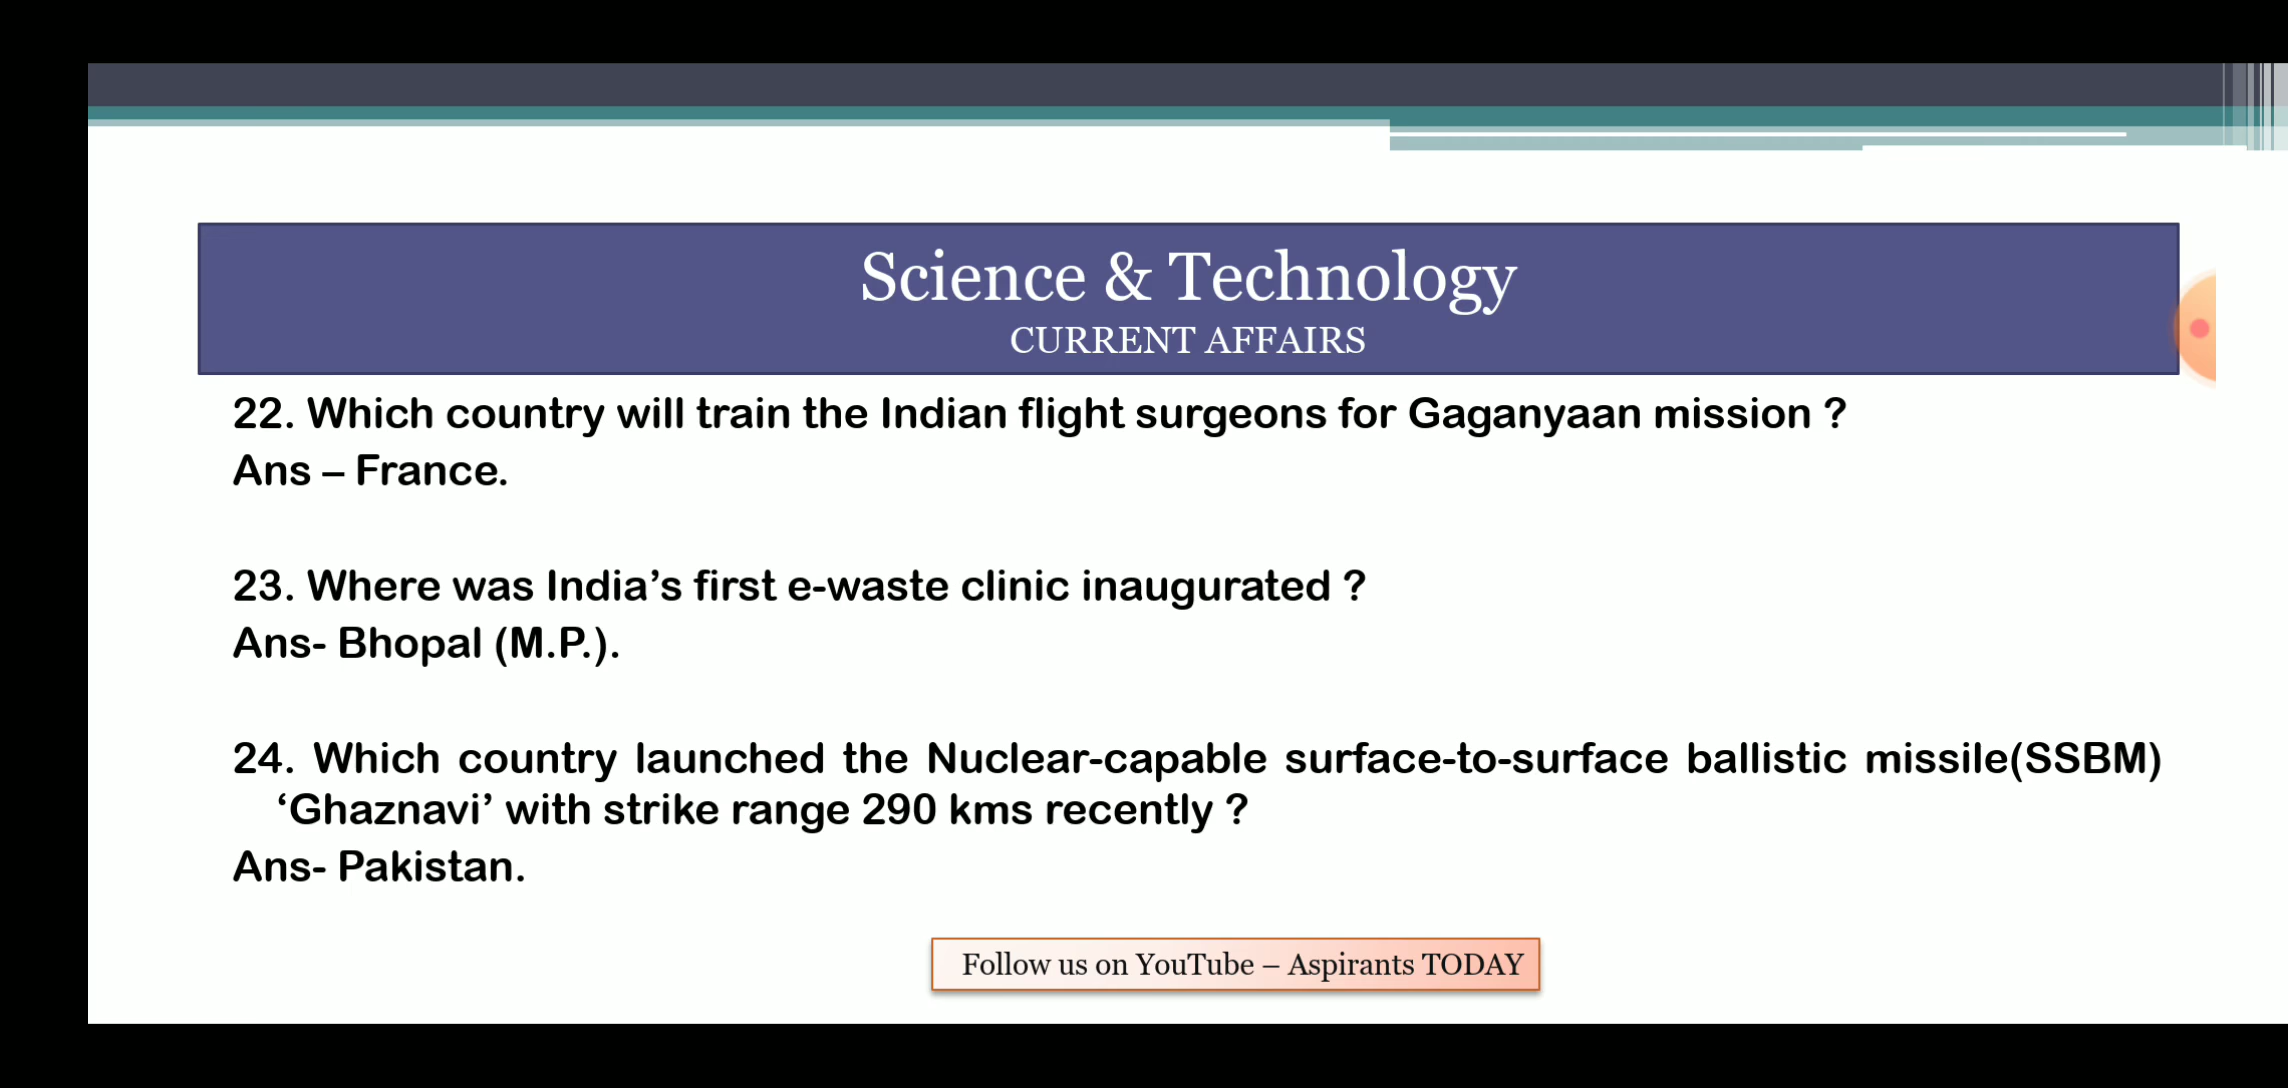 Science & Technology
CURRENT AFFAIRS
22. Which country will train the Indian flight surgeons for Gaganyaan mission ?
Ans – France.
23. Where was India’s first e-waste clinic inaugurated ?
Ans- Bhopal (M.P.).
24. Which country launched the Nuclear-capable surface-to-surface ballistic missile(SSBM)
‘Ghaznavi’ with strike range 290 kms recently ?
Ans- Pakistan.
Follow us on YouTube – Aspirants TODAY